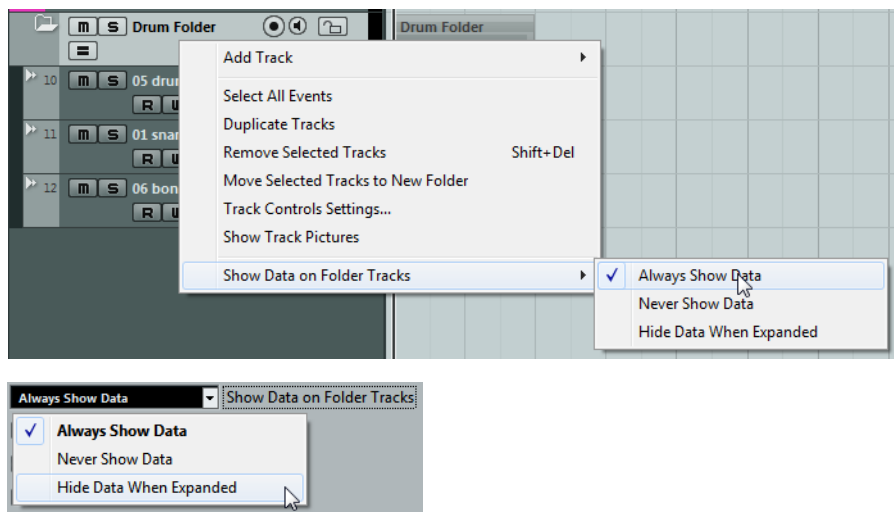 m S Drum Folder
Drum Folder
Add Track
10 m S 05 dru
R
Select All Events
Duplicate Tracks
11 m S 01 snar
R
Remove Selected Tracks Shift+Del
Move Selected Tracks to New Folder
12 m S 06 bon
R
Track Controls Settings...
Show Track Pictures
Show Data on Folder Tracks
Always Show Data
Never Show Data
Hide Data When Expanded
Always Show Data Show Data on Folder Tracks
Always Show Data
Never Show Data
Hide Data When Expanded